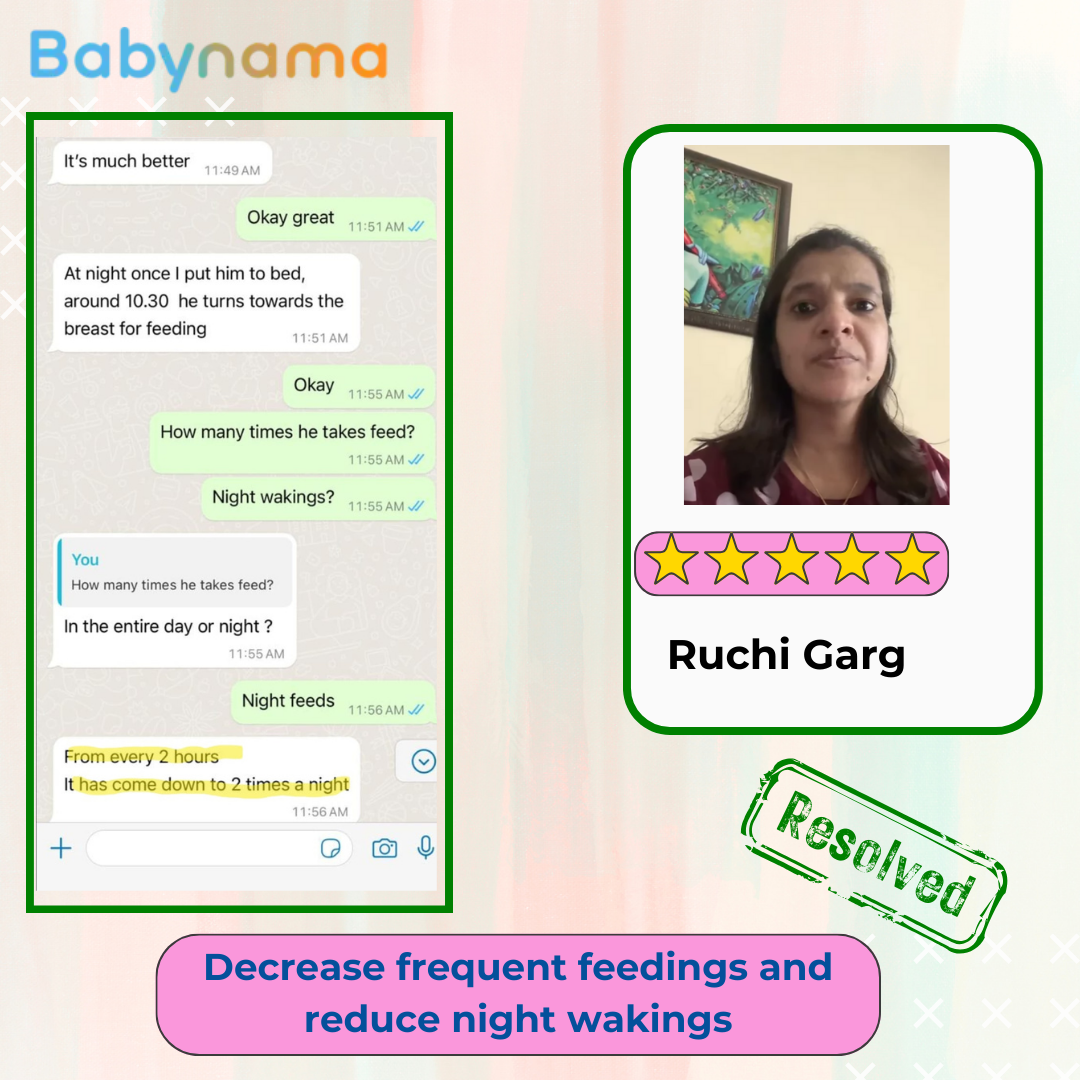 Babynama
It's much better
11:49 AM
Okay great
11:51 AM
At night once I put him to bed,
around 10.30 he turns towards the
breast for feeding
11:51 AM
Okay
11:55 AM
How many times he takes feed?
11:55 AM
Night wakings?
11:55 AM
You
How many times he takes feed?
In the entire day or night ?
11:55 AM
Night feeds
11:56 AM
From every 2 hours
It has come down to 2 times a night
11:56 AM
Ruchi Garg
Resolved
Decrease frequent feedings and
reduce night wakings